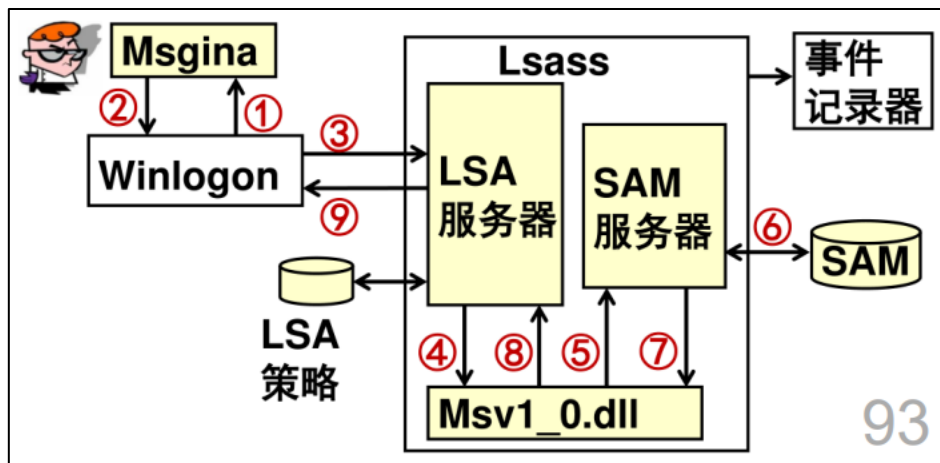 Msgina
Lsass
事件
记录器
②
①
③
Winlogon
⑨
LSA
服务器
SAM
服务器
⑥
SAM
LSA
策略
④
⑧
⑤
⑦
Msv1_0.dll
93